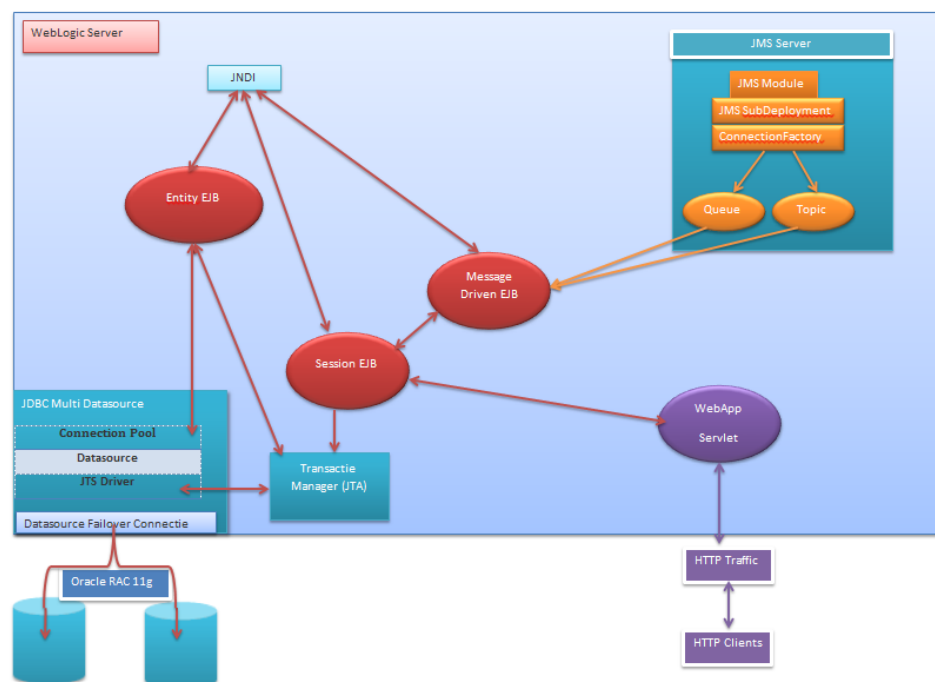 WebLogic Server
JMS Server
JNDI
JMS Module
JMS SubDeployment
ConnectionFactory
Entity EJB
Queue
Topic
Message
Driven EJB
Session EJB
JDBC Multi Datasource
WebApp
Servlet
Connection Pool
Datasource
JTS Driver
Transactie
Manager (JTA)
Datasource Failover Connectie
HTTP Traffic
Oracle RAC 11g
HTTP Clients